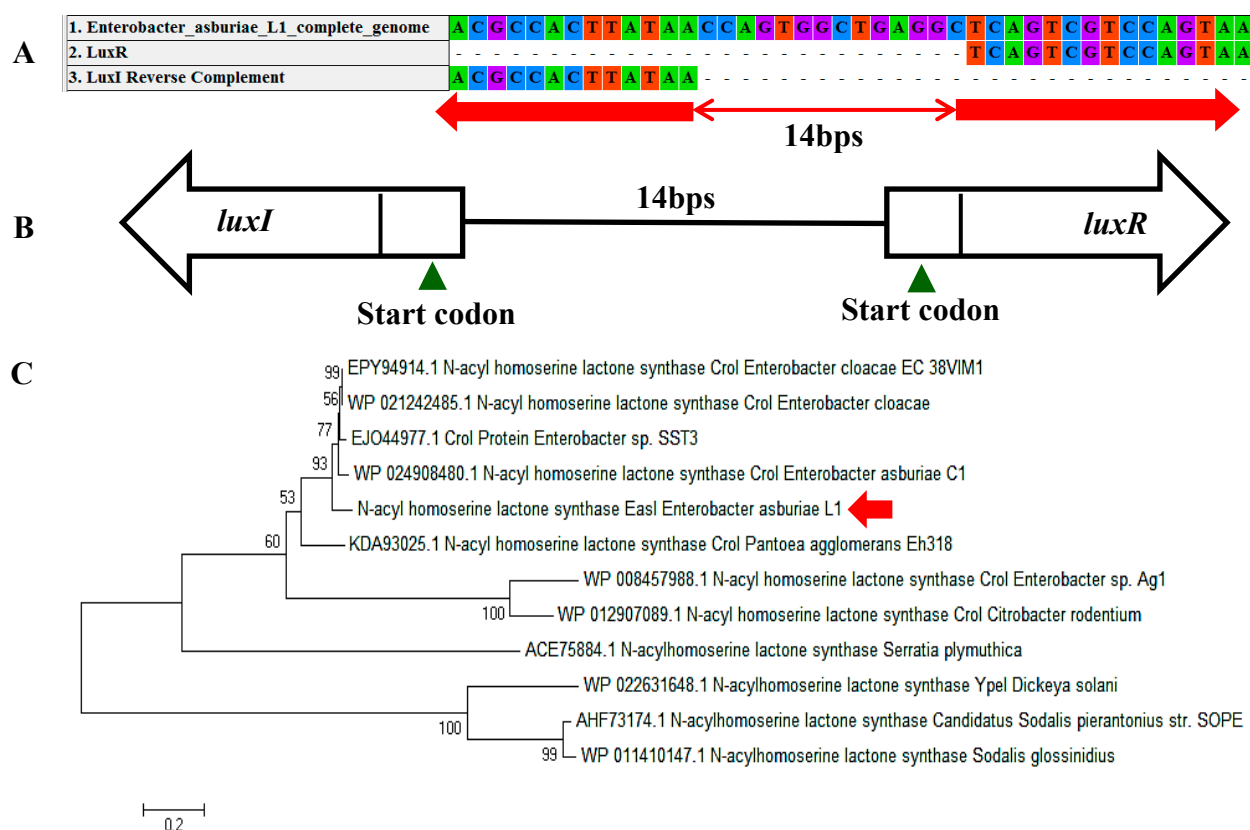 A
1. Enterobacter_asburiae_L1_complete_genome A C G C C A C T T A T A A C C A G T G G C T G A G G C T C A G T C G T C C A G T A A
2. LuxR - - - - - - - - - - - - - - - - - - - - - - - - - - - T C A G T C G T C C A G T A A
3. LuxI Reverse Complement A C G C C A C T T A T A A - - - - - - - - - - - - - - - - - - - - - - - - - - - - -
14bps
B
luxI 14bps luxR
Start codon Start codon
C
EPY94914.1 N-acyl homoserine lactone synthase CroI Enterobacter cloacae EC 38VIM1
99
WP 021242485.1 N-acyl homoserine lactone synthase CroI Enterobacter cloacae
56
EJO44977.1 CroI Protein Enterobacter sp. SST3
77
WP 024908480.1 N-acyl homoserine lactone synthase CroI Enterobacter asburiae C1
93
N-acyl homoserine lactone synthase EasI Enterobacter asburiae L1
53
KDA93025.1 N-acyl homoserine lactone synthase CroI Pantoea agglomerans Eh318
60
WP 008457988.1 N-acyl homoserine lactone synthase CroI Enterobacter sp. Ag1
WP 012907089.1 N-acyl homoserine lactone synthase CroI Citrobacter rodentium
100
ACE75884.1 N-acylhomoserine lactone synthase Serratia plymuthica
WP 022631648.1 N-acylhomoserine lactone synthase YpeI Dickeya solani
100
AHF73174.1 N-acylhomoserine lactone synthase Candidatus Sodalis pierantonius str. SOPE
99
WP 011410147.1 N-acylhomoserine lactone synthase Sodalis glossinidius
0.2